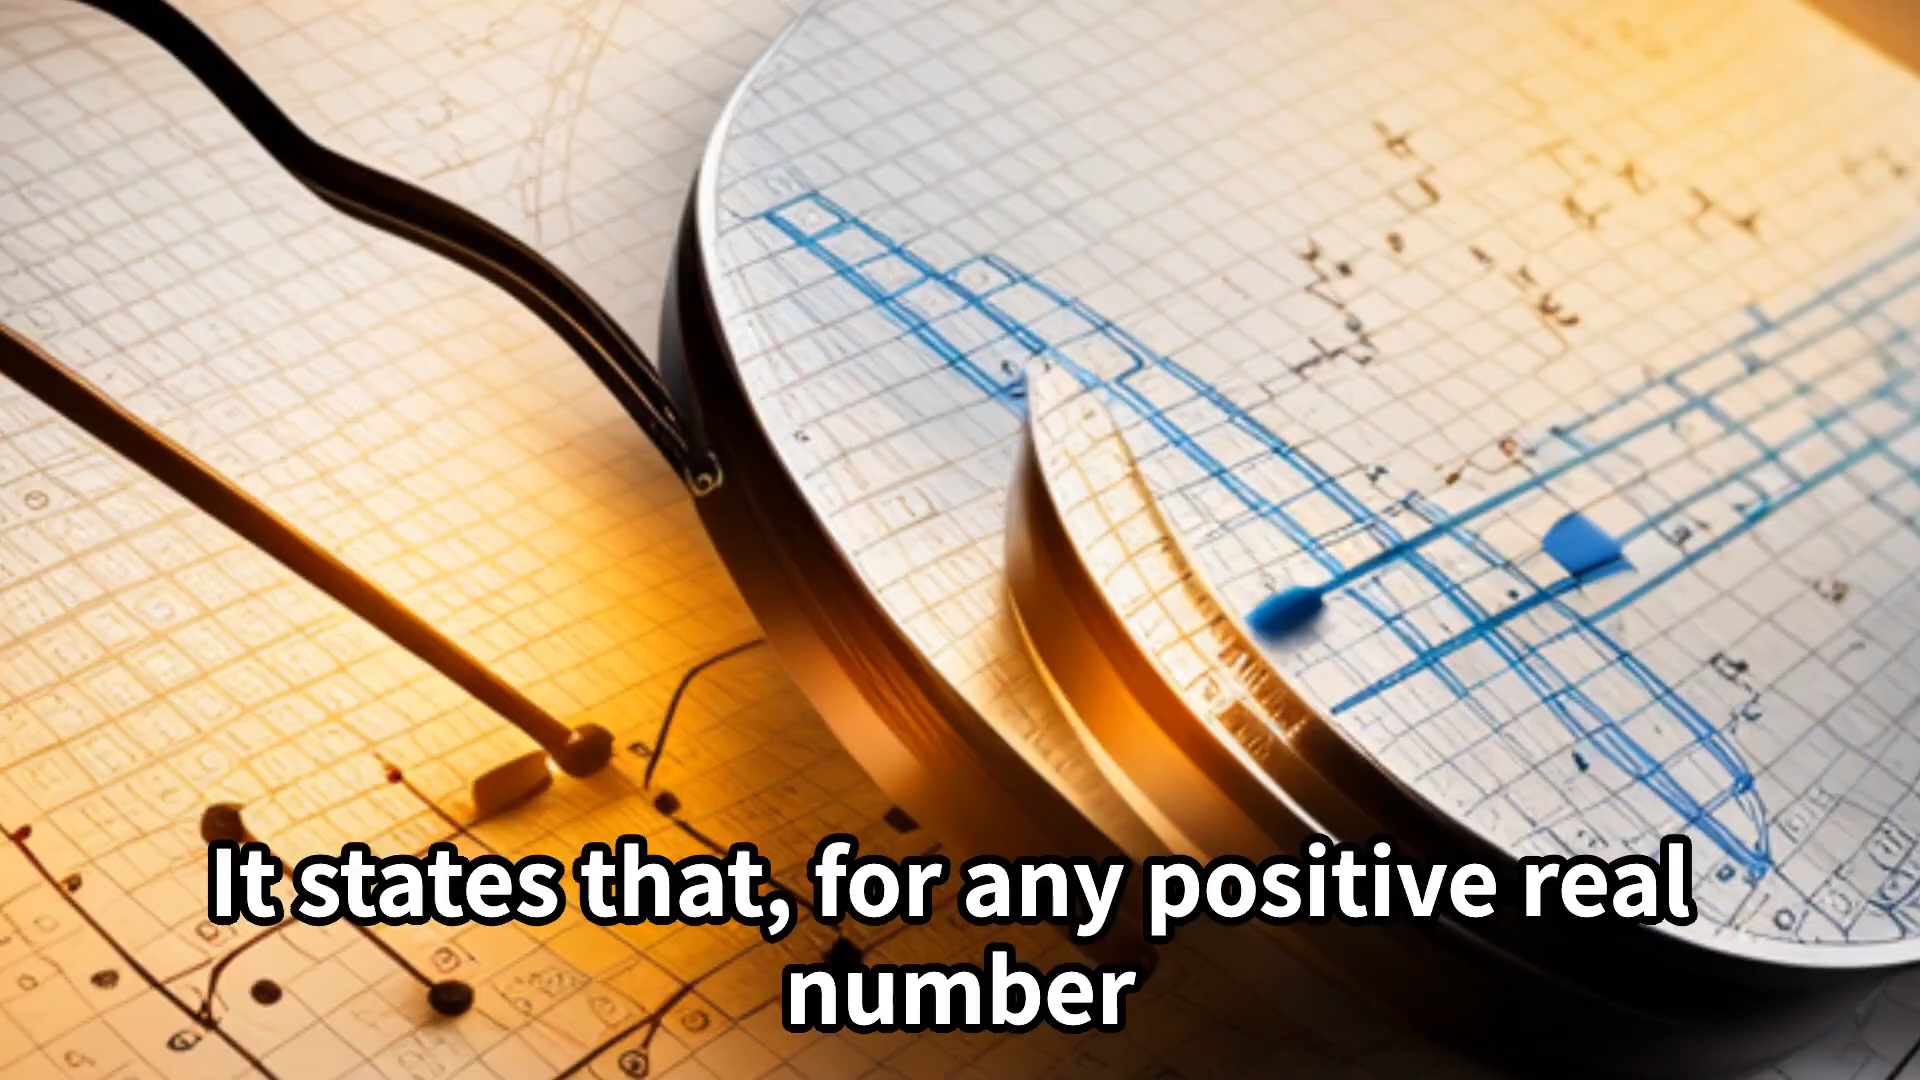 It states that, for any positive real
number